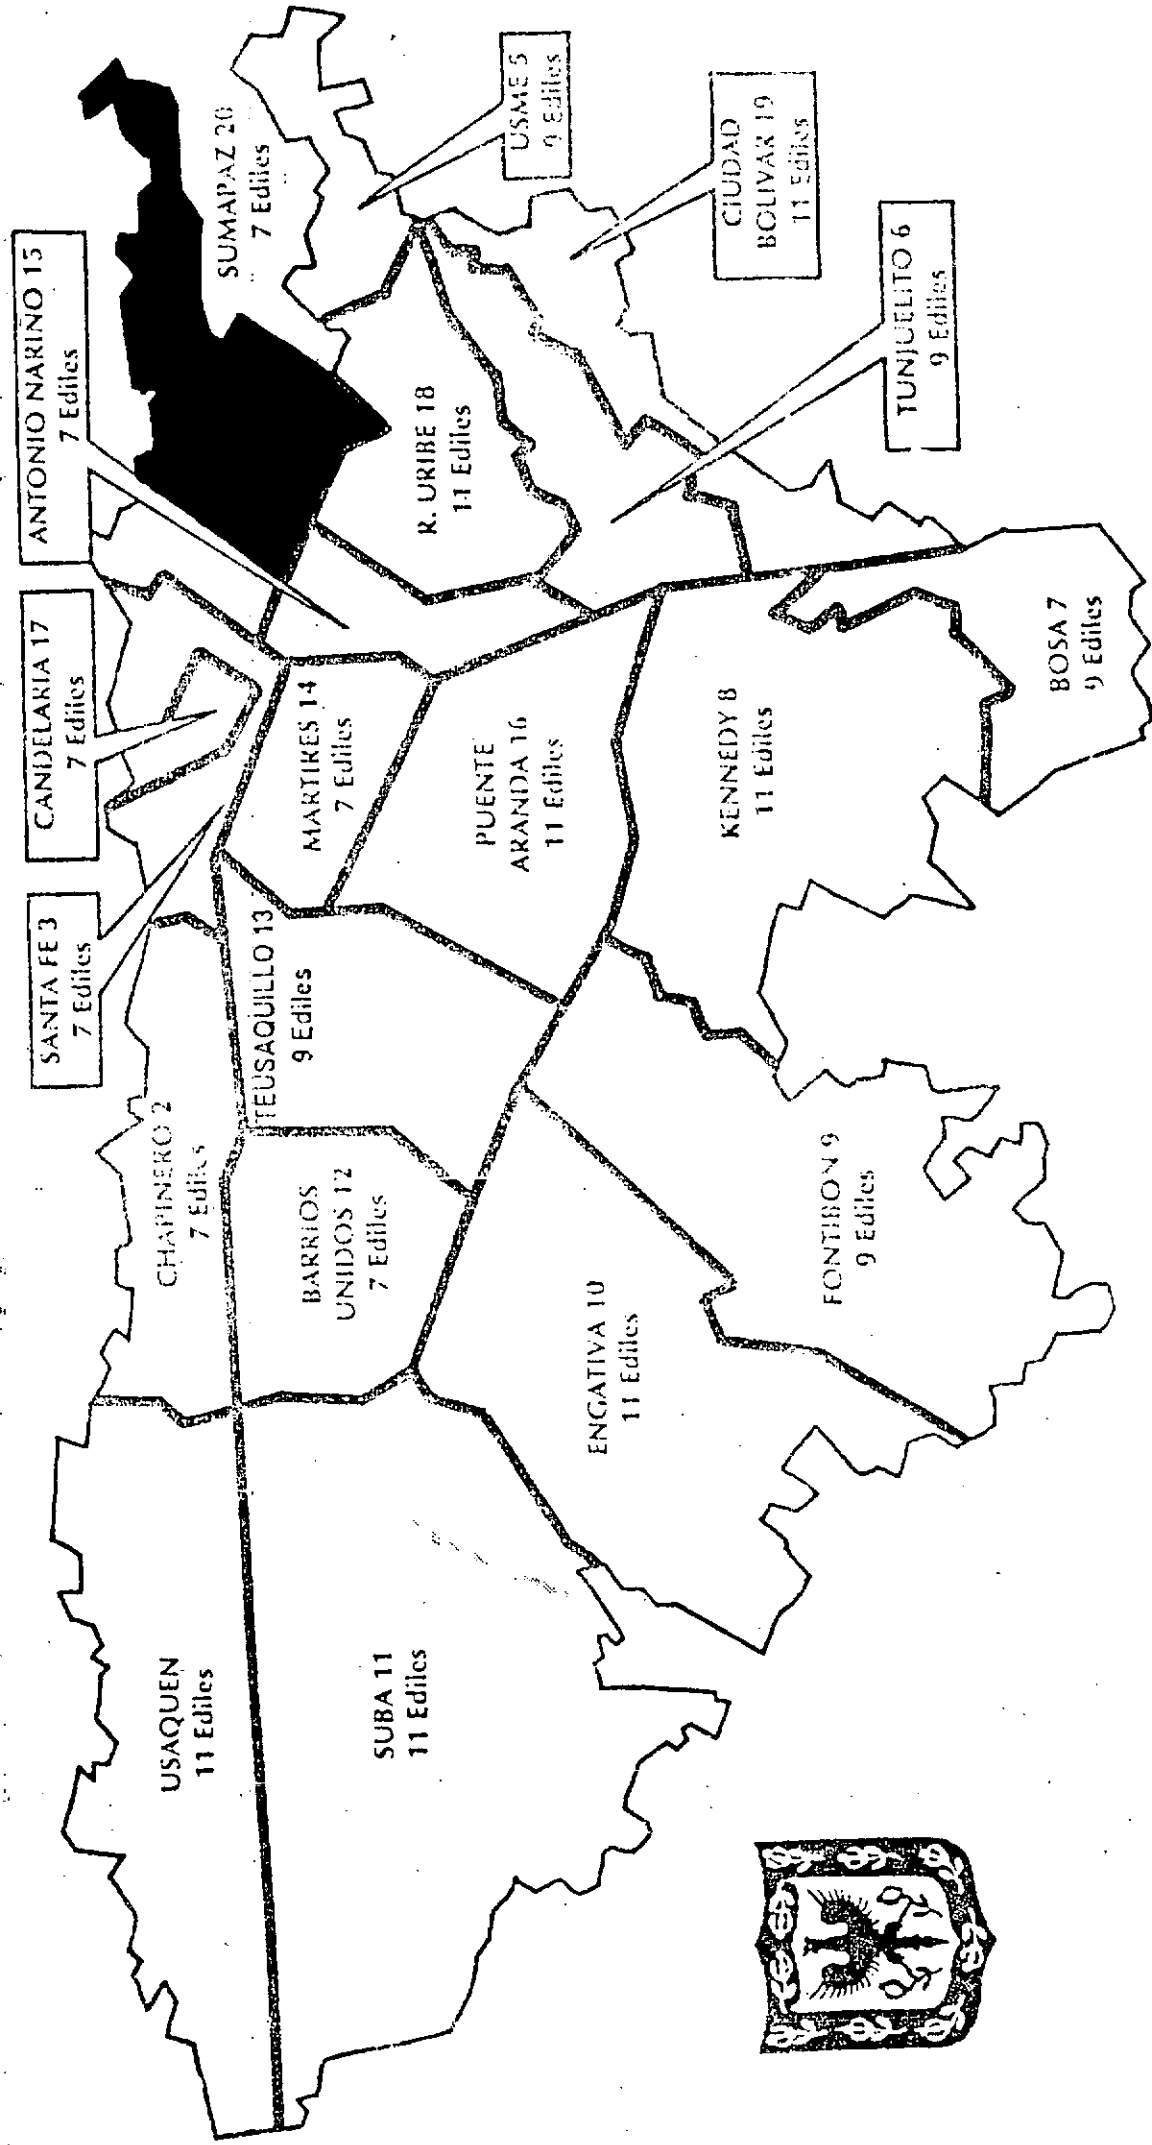 USAQUEN
11 Ediles
SUBA 11
11 Ediles
CHAPINERO 2
7 Ediles
BARRIOS
UNIDOS 12
7 Ediles
ENGATIVA 10
11 Ediles
FONTIBON 9
9 Ediles
TEUSAQUILLO 13
9 Ediles
SANTA FE 3
7 Ediles
CANDELARIA 17
7 Ediles
MARTIRES 14
7 Ediles
PUENTE
ARANDA 16
11 Ediles
KENNEDY 8
11 Ediles
BOSA 7
9 Ediles
ANTONIO NARIÑO 15
7 Ediles
R. URIBE 18
11 Ediles
SUMAPAZ 20
7 Ediles
USME 5
9 Ediles
CIUDAD
BOLIVAR 19
11 Ediles
TUNJUELITO 6
9 Ediles